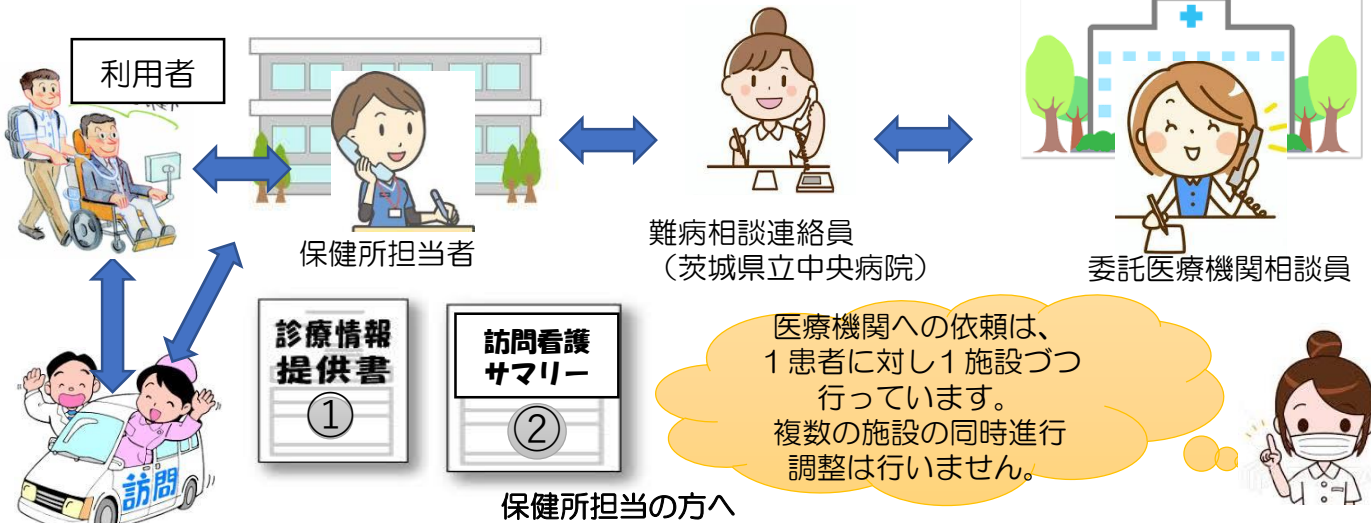 利用者
保健所担当者
難病相談連絡員
（茨城県立中央病院）
委託医療機関相談員
診療情報
提供書
①
訪問看護
サマリー
②
医療機関への依頼は、
１患者に対し１施設づつ
行っています。
複数の施設の同時進行
調整は行いません。
訪問
保健所担当の方へ